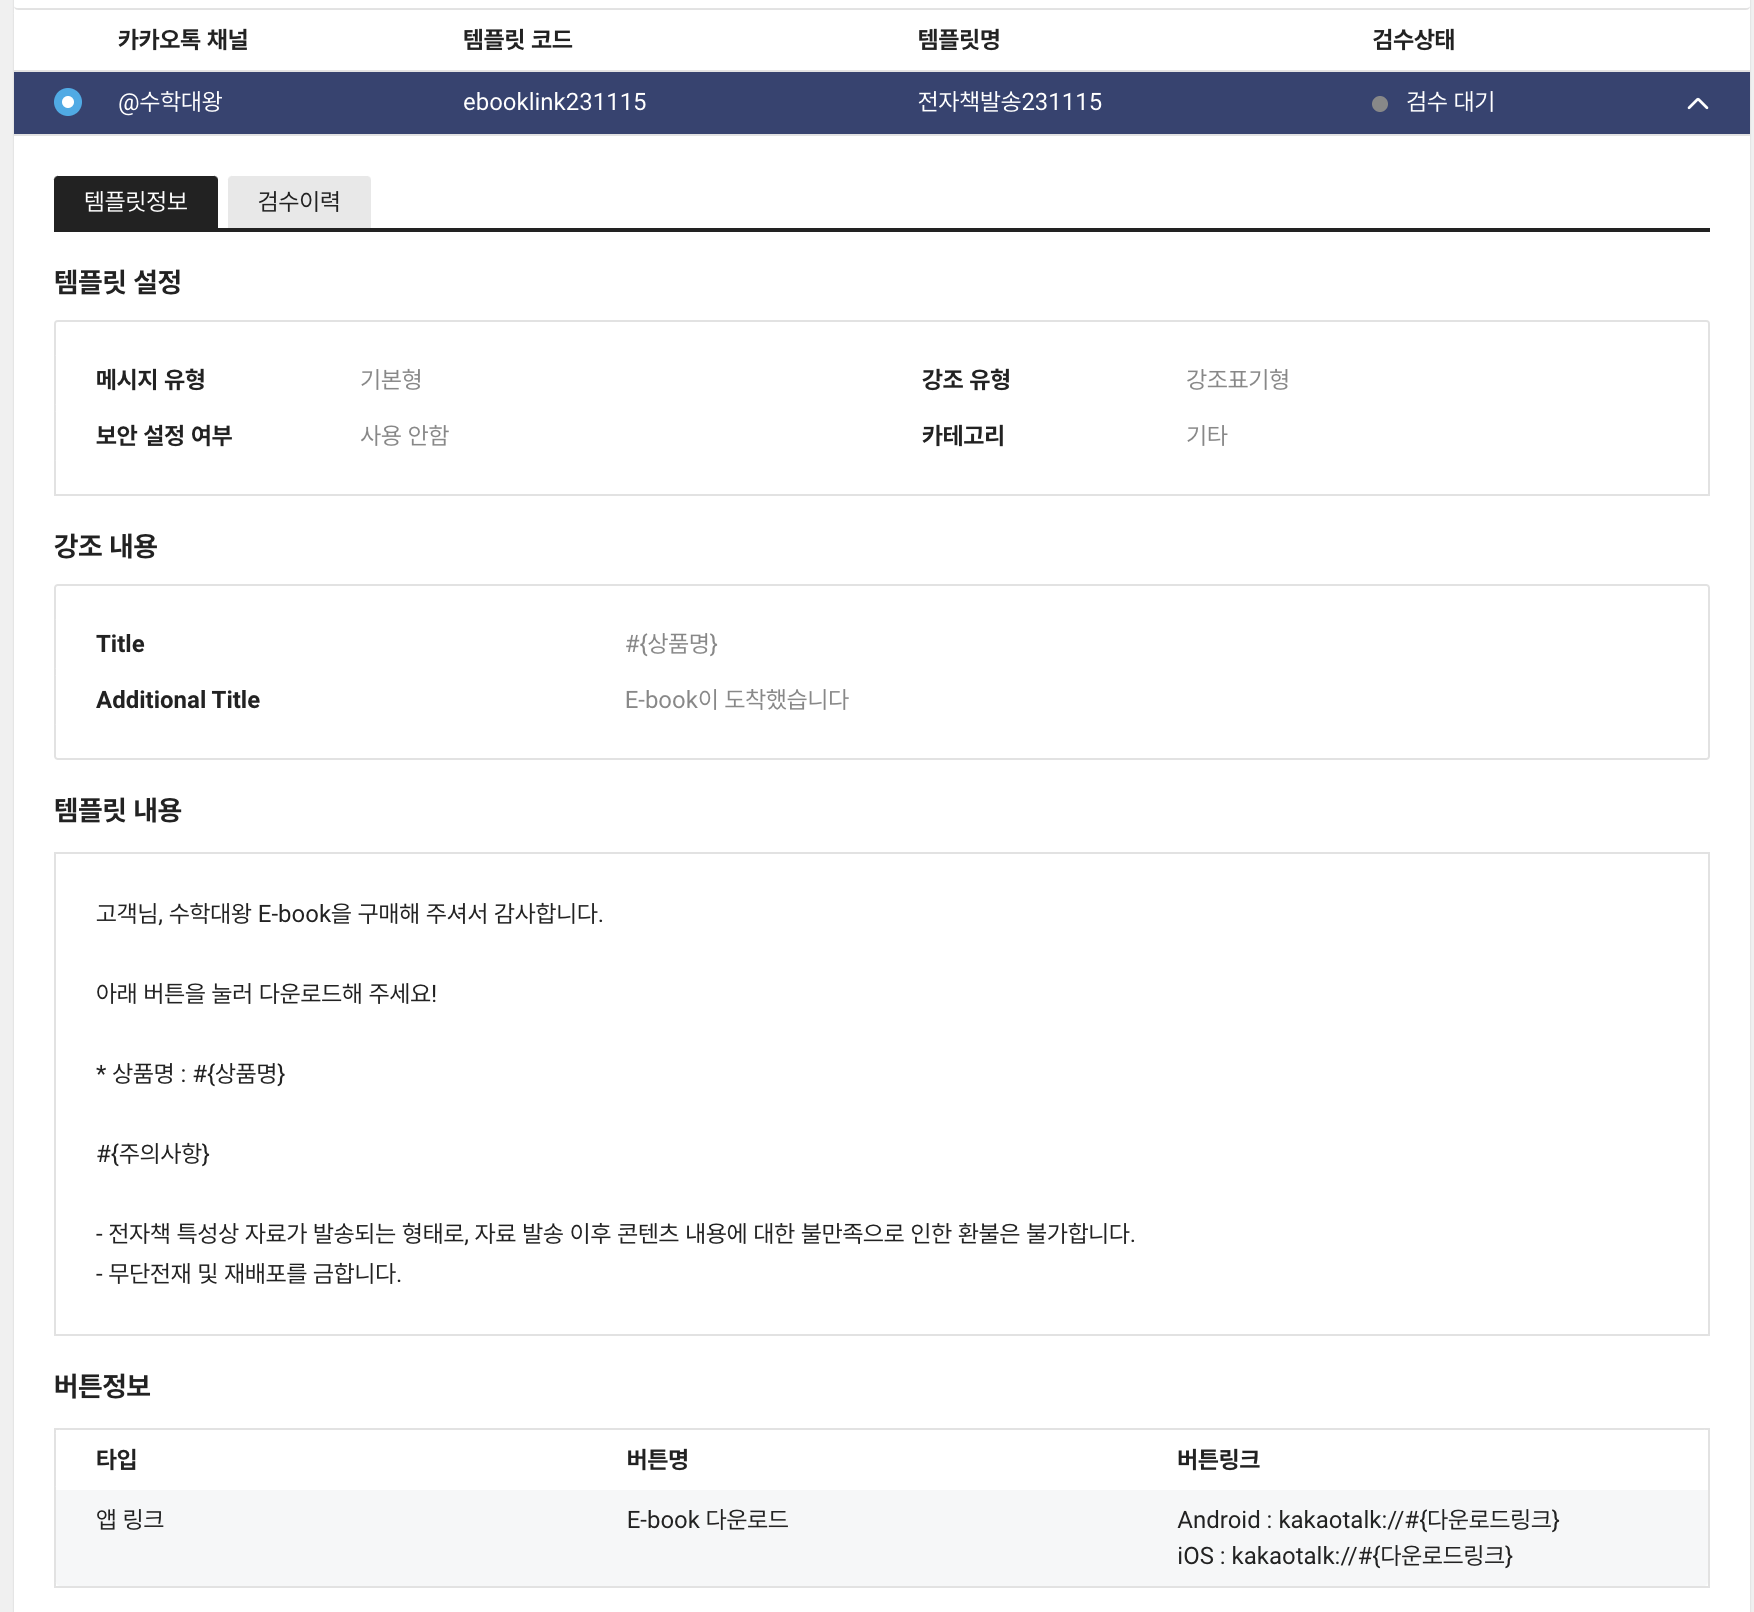 카카오톡 채널 템플릿 코드 템플릿명 검수상태
@수학대왕 ebooklink231115 전자책발송231115 검수 대기
템플릿정보 검수이력
템플릿 설정
메시지 유형 기본형 강조 유형 강조표기형
보안 설정 여부 사용 안함 카테고리 기타
강조 내용
Title #{상품명}
Additional Title E-book이 도착했습니다
템플릿 내용
고객님, 수학대왕 E-book을 구매해 주셔서 감사합니다.
아래 버튼을 눌러 다운로드해 주세요!
* 상품명 : #{상품명}
#{주의사항}
- 전자책 특성상 자료가 발송되는 형태로, 자료 발송 이후 콘텐츠 내용에 대한 불만족으로 인한 환불은 불가합니다.
- 무단전재 및 재배포를 금합니다.
버튼정보
타입 버튼명 버튼링크
앱 링크 E-book 다운로드 Android : kakaotalk://#{다운로드링크}
iOS : kakaotalk://#{다운로드링크}